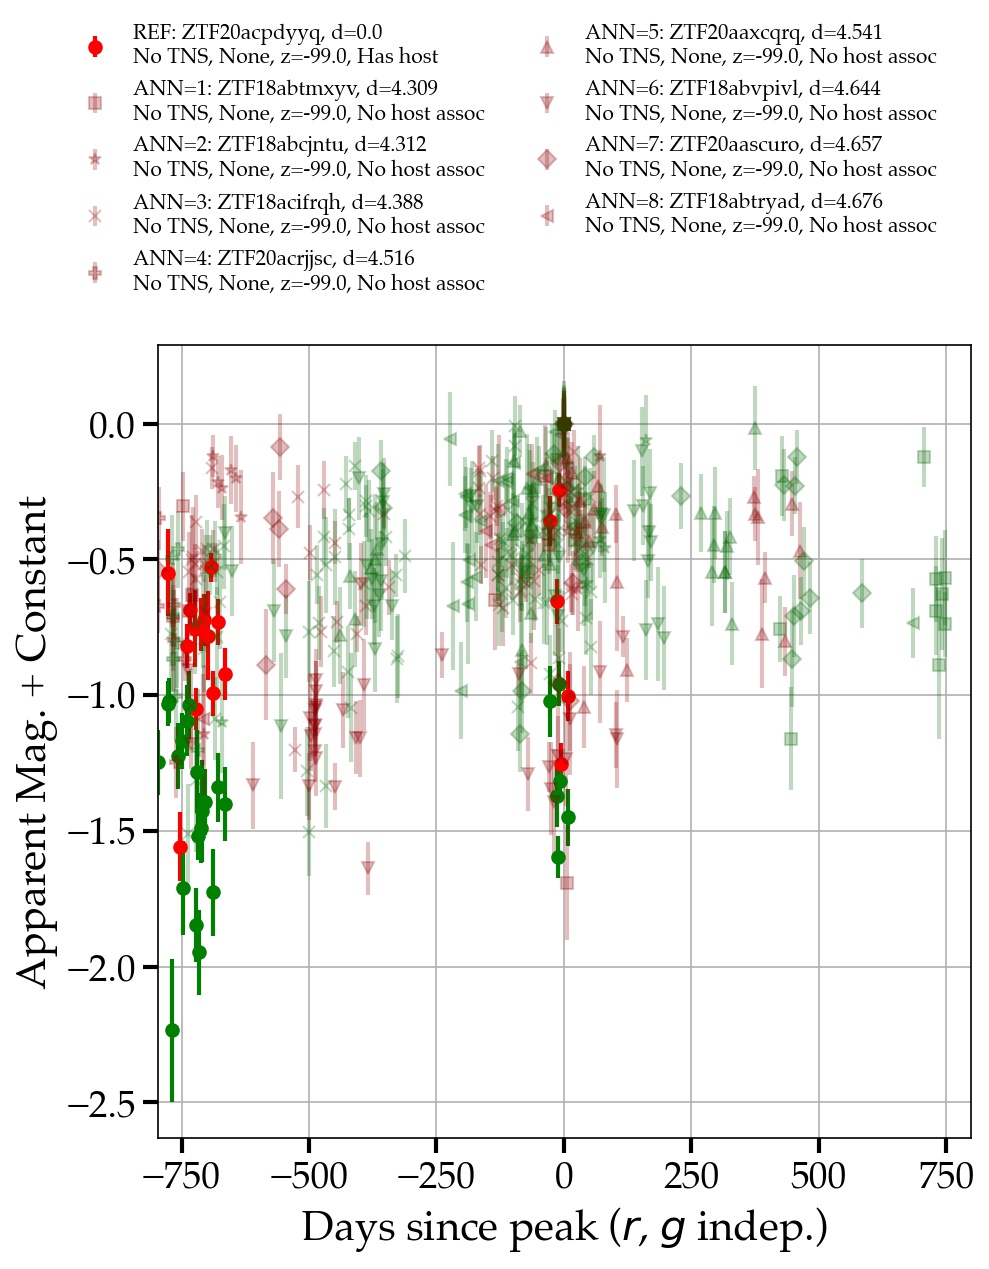 REF: ZTF20acpdyyq, d=0.0
No TNS, None, z=-99.0, Has host
ANN=1: ZTF18abtmxyv, d=4.309
No TNS, None, z=-99.0, No host assoc
ANN=2: ZTF18abcjntu, d=4.312
No TNS, None, z=-99.0, No host assoc
ANN=3: ZTF18acifrqh, d=4.388
No TNS, None, z=-99.0, No host assoc
ANN=4: ZTF20acrjjsc, d=4.516
No TNS, None, z=-99.0, No host assoc
ANN=5: ZTF20aaxcqrq, d=4.541
No TNS, None, z=-99.0, No host assoc
ANN=6: ZTF18abvpivl, d=4.644
No TNS, None, z=-99.0, No host assoc
ANN=7: ZTF20aascuro, d=4.657
No TNS, None, z=-99.0, No host assoc
ANN=8: ZTF18abtryad, d=4.676
No TNS, None, z=-99.0, No host assoc
Apparent Mag. + Constant
0.0
−0.5
−1.0
−1.5
−2.0
−2.5
−750 −500 −250 0 250 500 750
Days since peak (r, g indep.)